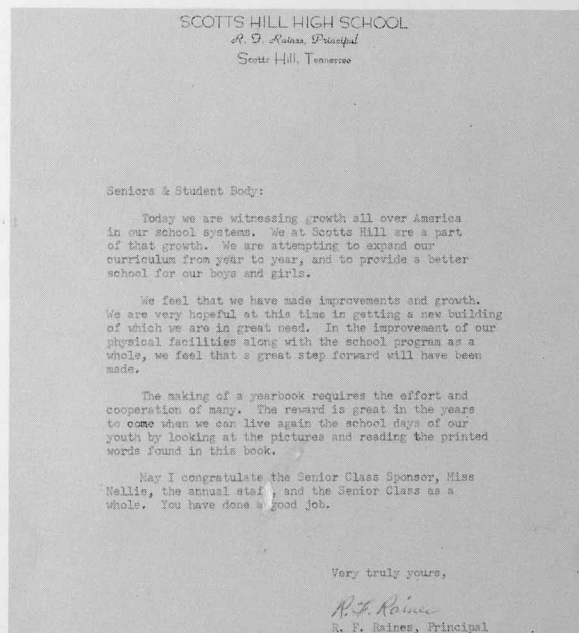 SCOTTS HILL HIGH SCHOOL
R. F. Raines, Principal
Scotts Hill, Tennessee
Seniors & Student Body:
Today we are witnessing growth all over America
in our school systems. We at Scotts Hill are a part
of that growth. We are attempting to expand our
curriculum from year to year, and to provide a better
school for our boys and girls.
We feel that we have made improvements and growth.
We are very hopeful at this time in getting a new building
of which we are in great need. In the improvement of our
physical facilities along with the school program as a
whole, we feel that a great step forward will have been
made.
The making of a yearbook requires the effort and
cooperation of many. The reward is great in the years
to come when we can live again the school days of our
youth by looking at the pictures and reading the printed
words found in this book.
May I congratulate the Senior Class Sponsor, Miss
Nellie, the annual staff, and the Senior Class as a
whole. You have done a good job.
Very truly yours,
R. F. Raines
R. F. Raines, Principal